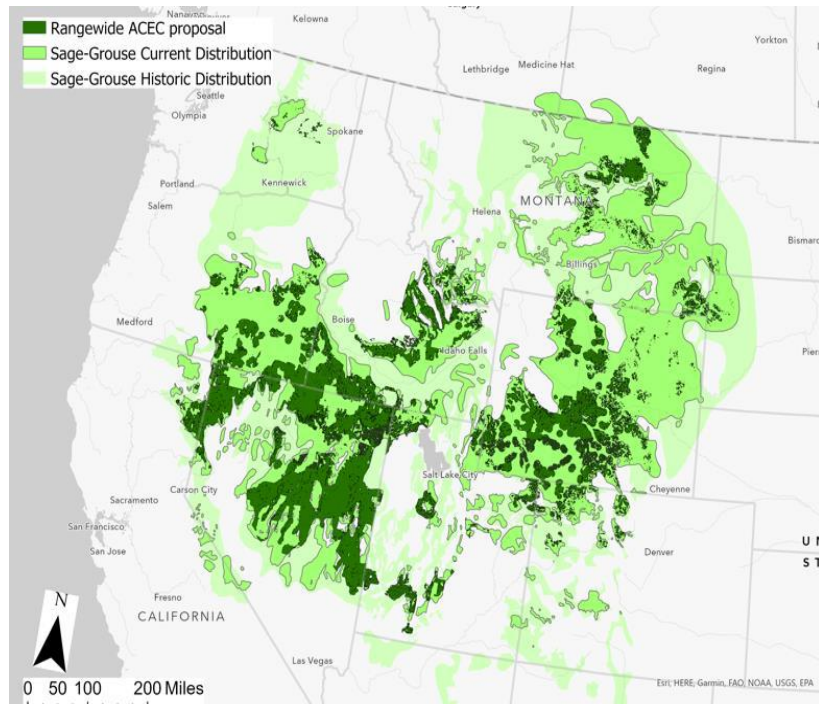 Kelowna
Rangewide ACEC proposal
Sage-Grouse Current Distribution
Sage-Grouse Historic Distribution
Yorkton
Medicine Hat
Lethbridge
Regina
Seattle
Olympia
Spokane
Kennewick
Portland
Salem
MONTANA
Helena
Bismarc
Billings
Medford
Boise
Idaho Falls
Pier
Salt Lake City
Cheyenne
Carson City
Sacramento
San Francisco
San Jose
Denver
U N
S T
Fresno
CALIFORNIA
N
Las Vegas
0 50 100 200 Miles
Esri, HERE, Garmin, FAO, NOAA, USGS, EPA